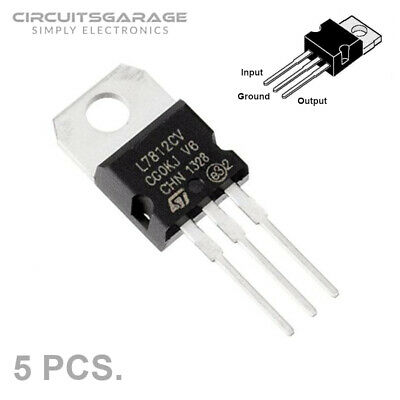 CIRCUITSGARAGE
SIMPLY ELECTRONICS
Input
Ground
Output
L7812CV
CC0KJ V6
CHN 1328
ST
e3
5 PCS.